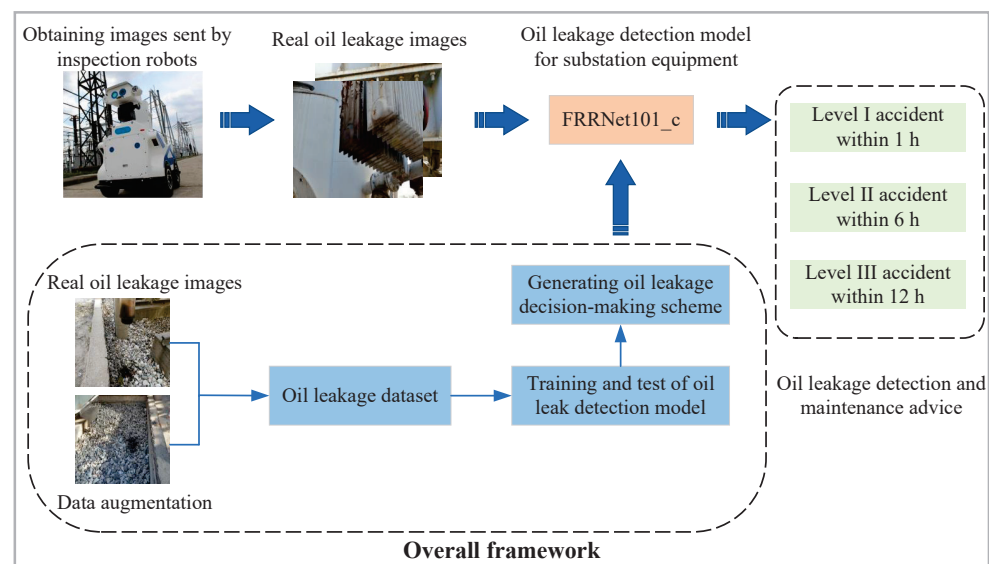 Obtaining images sent by
inspection robots
Real oil leakage images
Oil leakage detection model
for substation equipment
FRRNet101_c
Level I accident
within 1 h
Level II accident
within 6 h
Level III accident
within 12 h
Oil leakage detection and
maintenance advice
Real oil leakage images
Data augmentation
Oil leakage dataset
Training and test of oil
leak detection model
Generating oil leakage
decision-making scheme
Overall framework